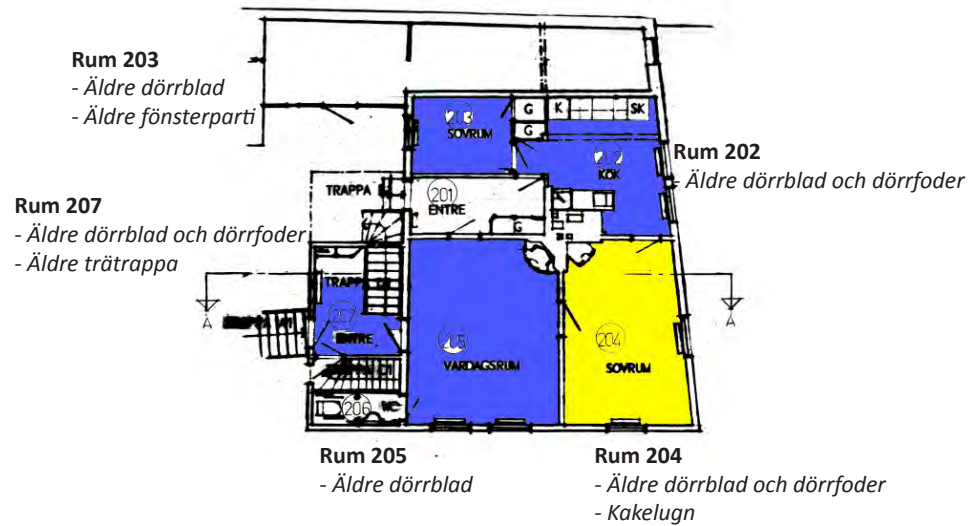 Rum 203
- Äldre dörrblad
- Äldre fönsterparti
Rum 202
- Äldre dörrblad och dörrfoder
Rum 207
- Äldre dörrblad och dörrfoder
- Äldre trätrappa
203
SOVRUM
G
G
K
SK
202
KÖK
TRAPPA
201
ENTRE
G
TRAPPA
207
ENTRE
A
A
205
VARDAGSRUM
204
SOVRUM
206
WC
Rum 205
- Äldre dörrblad
Rum 204
- Äldre dörrblad och dörrfoder
- Kakelugn